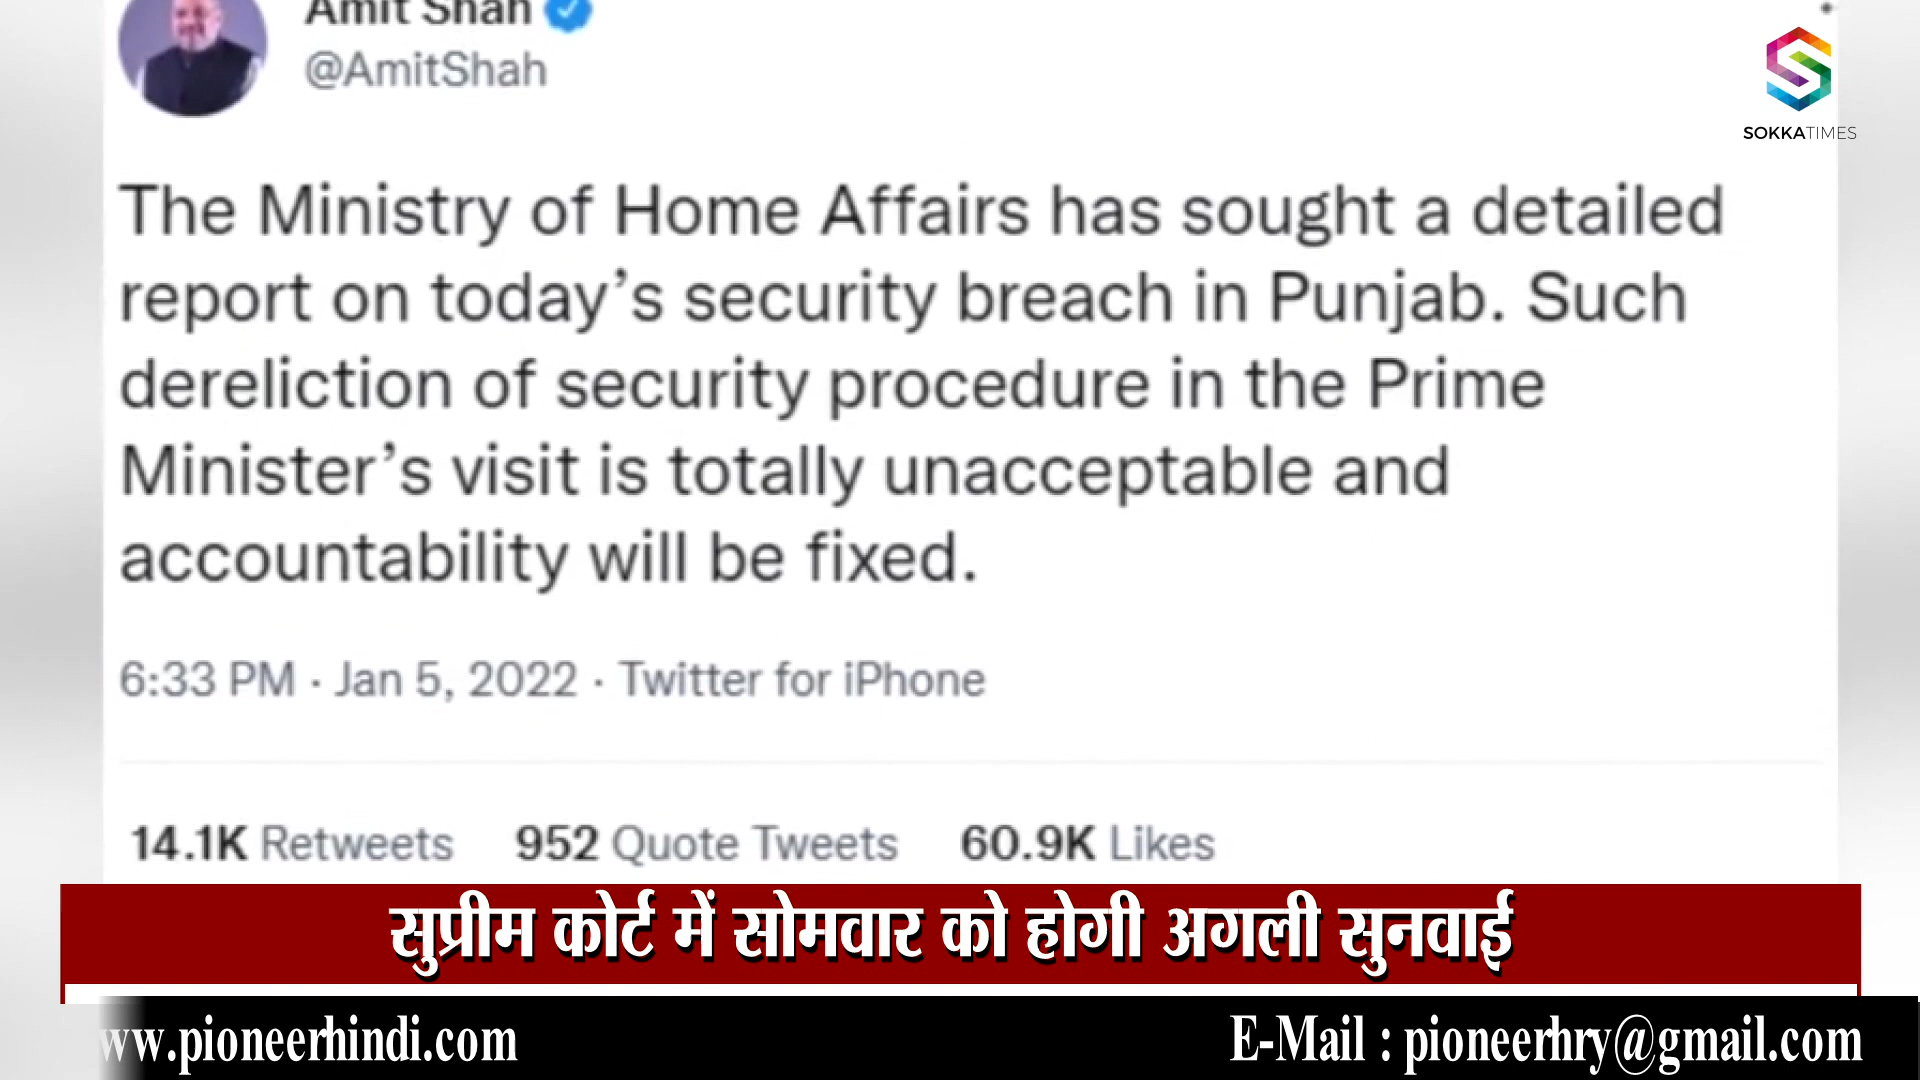 Amit Shah
@AmitShah
SOKKATIMES
The Ministry of Home Affairs has sought a detailed
report on today’s security breach in Punjab. Such
dereliction of security procedure in the Prime
Minister’s visit is totally unacceptable and
accountability will be fixed.
6:33 PM · Jan 5, 2022 · Twitter for iPhone
14.1K Retweets 952 Quote Tweets 60.9K Likes
सुप्रीम कोर्ट में सोमवार को होगी अगली सुनवाई
www.pioneerhindi.com E-Mail : pioneerhry@gmail.com